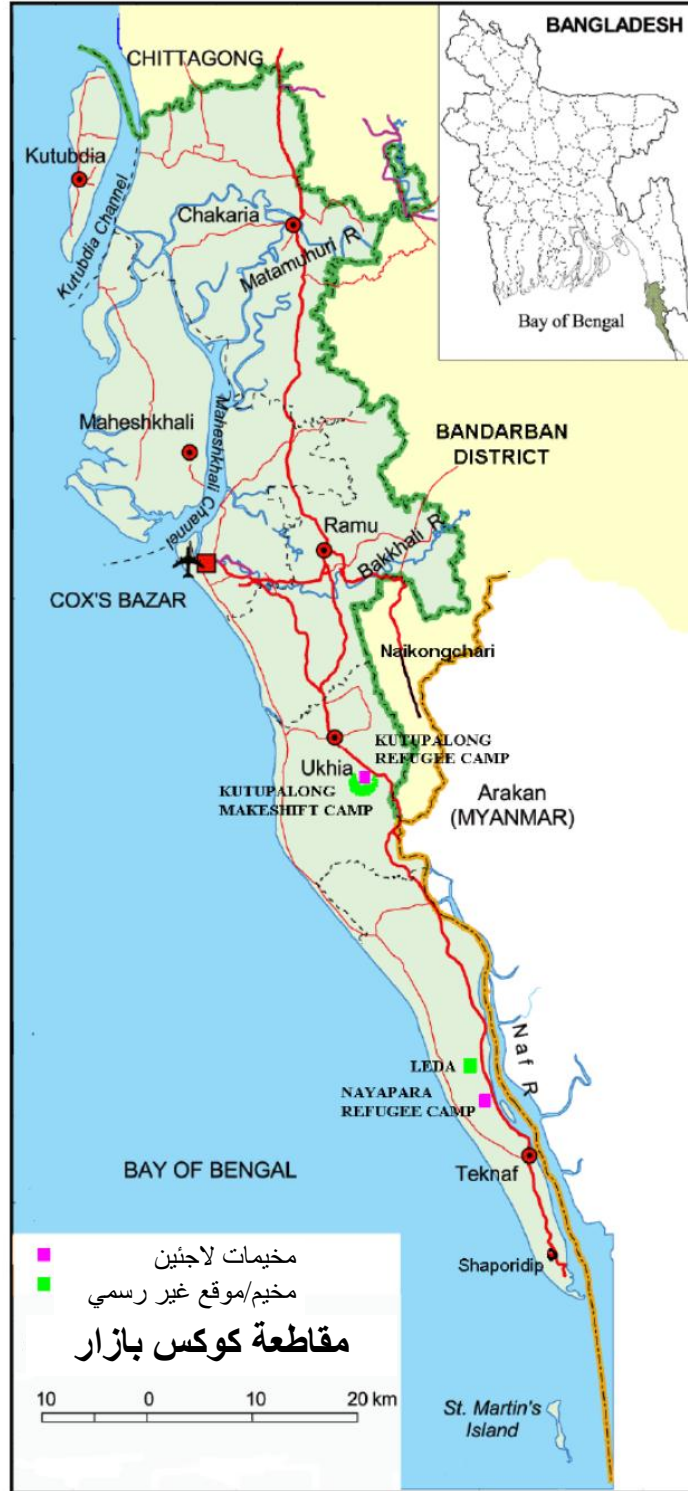 BANGLADESH
Bay of Bengal
CHITTAGONG
Kutubdia
Kutubdia Channel
Chakaria
Matamuhuri R
Maheshkhali
Maheshkhali Channel
BANDARBAN
DISTRICT
Ramu
Bakkhali R
COX'S BAZAR
Naikongchari
KUTUPALONG
REFUGEE CAMP
Ukhia
KUTUPALONG
MAKESHIFT CAMP
Arakan
(MYANMAR)
Naf R
LEDA
NAYAPARA
REFUGEE CAMP
BAY OF BENGAL
Teknaf
Shaporidip
مخيمات لاجئين
مخيم/موقع غير رسمي
مقاطعة كوكس بازار
10 0 10 20 km
St. Martin's
Island